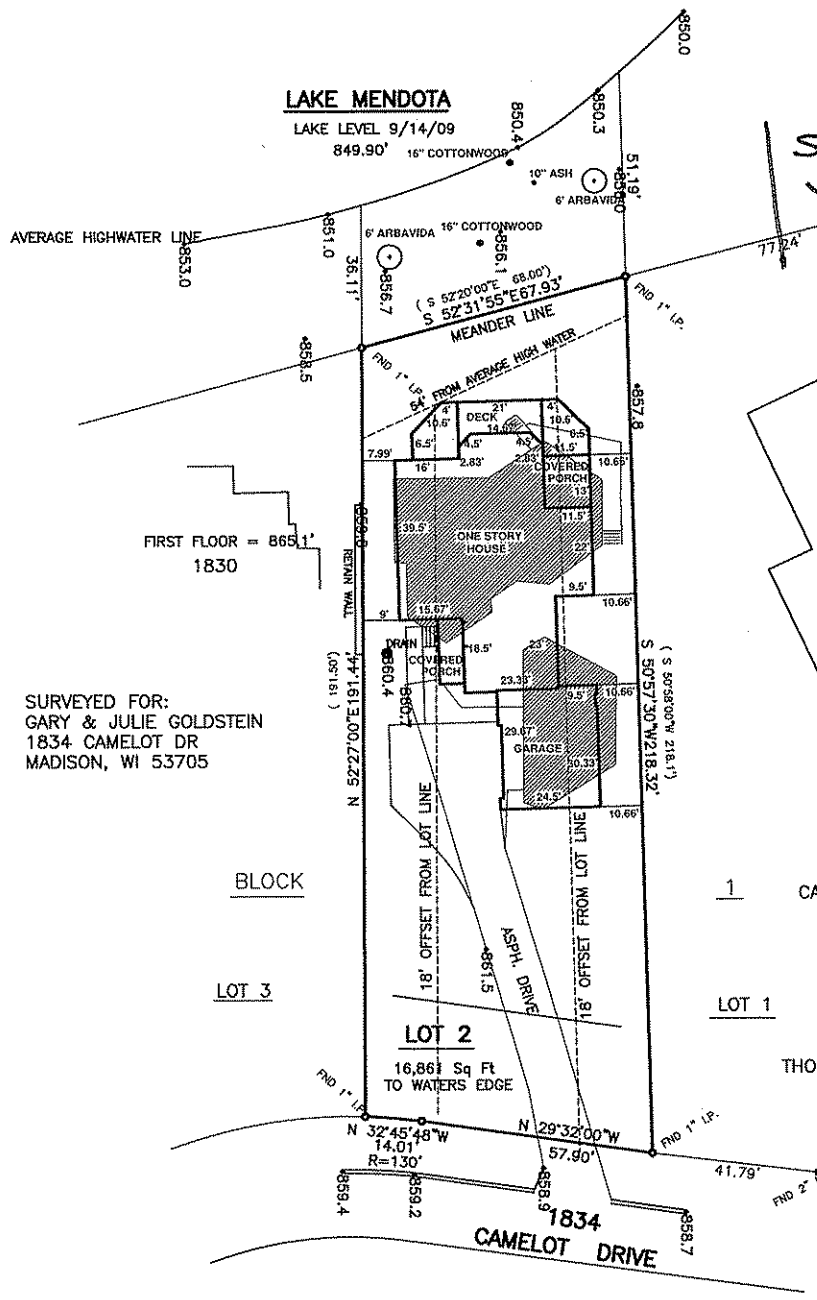 850.0
LAKE MENDOTA
LAKE LEVEL 9/14/09
849.90'
850.3
850.4
16" COTTONWOOD
10" ASH
51.19'
6' ARBAVIDA
AVERAGE HIGHWATER LINE
853.0
851.0
36.11'
6' ARBAVIDA
16" COTTONWOOD
856.1
856.7
77.24'
( S 52°20'00"E 68.00')
S 52°31'55"E67.93'
MEANDER LINE
FND 1" I.P.
858.5
FND 1" I.P.
54' FROM AVERAGE HIGH WATER
857.8
4'
21'
4'
DECK
10.6'
10.6'
6.5'
4.5'
4.5'
6.5'
11.5'
7.99'
16'
2.83'
2.83'
COVERED
PORCH
10.66'
13'
11.5'
39.5'
ONE STORY
HOUSE
22'
FIRST FLOOR = 865.1'
1830
RETAIN WALL
9.5'
10.66'
9'
15.67'
DRAIN
COVERED
PORCH
18.5'
23'
860.4
860.7
23.33'
9.5'
10.66'
N 52°27'00"E191.44'
(191.50')
S 50°57'30"W218.32'
( S 50°58'00"W 218.1')
SURVEYED FOR:
GARY & JULIE GOLDSTEIN
1834 CAMELOT DR
MADISON, WI 53705
29.67'
GARAGE
30.33'
24.5'
10.66'
18' OFFSET FROM LOT LINE
18' OFFSET FROM LOT LINE
BLOCK
1
CA
ASPH. DRIVE
861.5
LOT 3
LOT 2
LOT 1
16,861 Sq Ft
TO WATERS EDGE
THO
FND 1" I.P.
N 32°45'48"W
14.01'
R=130'
N 29°32'00"W
57.90'
FND 1" I.P.
41.79'
FND 2"
859.4
859.2
858.9
858.7
1834
CAMELOT DRIVE